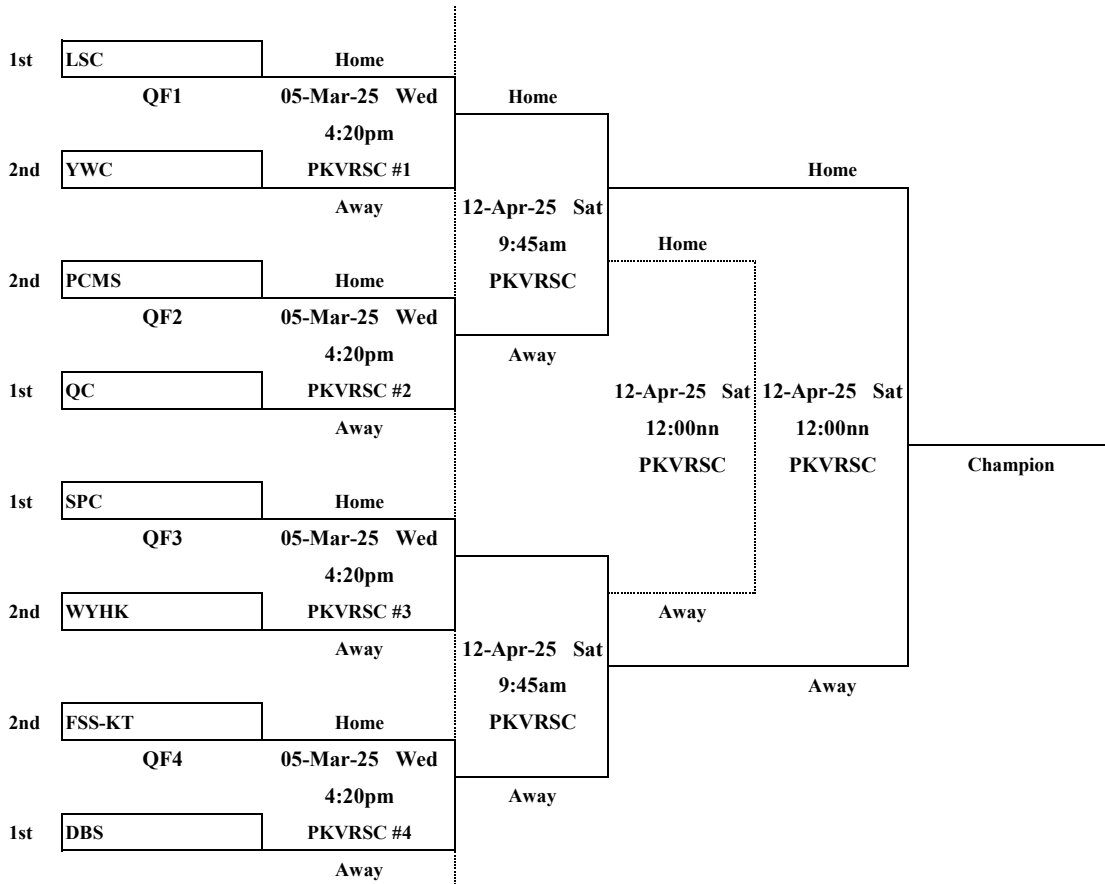 1st LSC Home
QF1 05-Mar-25 Wed Home
4:20pm
2nd YWC PKVRSC #1 Home
Away 12-Apr-25 Sat
9:45am Home
2nd PCMS Home PKVRSC
QF2 05-Mar-25 Wed
4:20pm Away
1st QC PKVRSC #2 12-Apr-25 Sat 12-Apr-25 Sat
Away 12:00nn 12:00nn
PKVRSC PKVRSC Champion
1st SPC Home
QF3 05-Mar-25 Wed
4:20pm
2nd WYHK PKVRSC #3 Away
Away 12-Apr-25 Sat
9:45am Away
2nd FSS-KT Home PKVRSC
QF4 05-Mar-25 Wed
4:20pm Away
1st DBS PKVRSC #4
Away